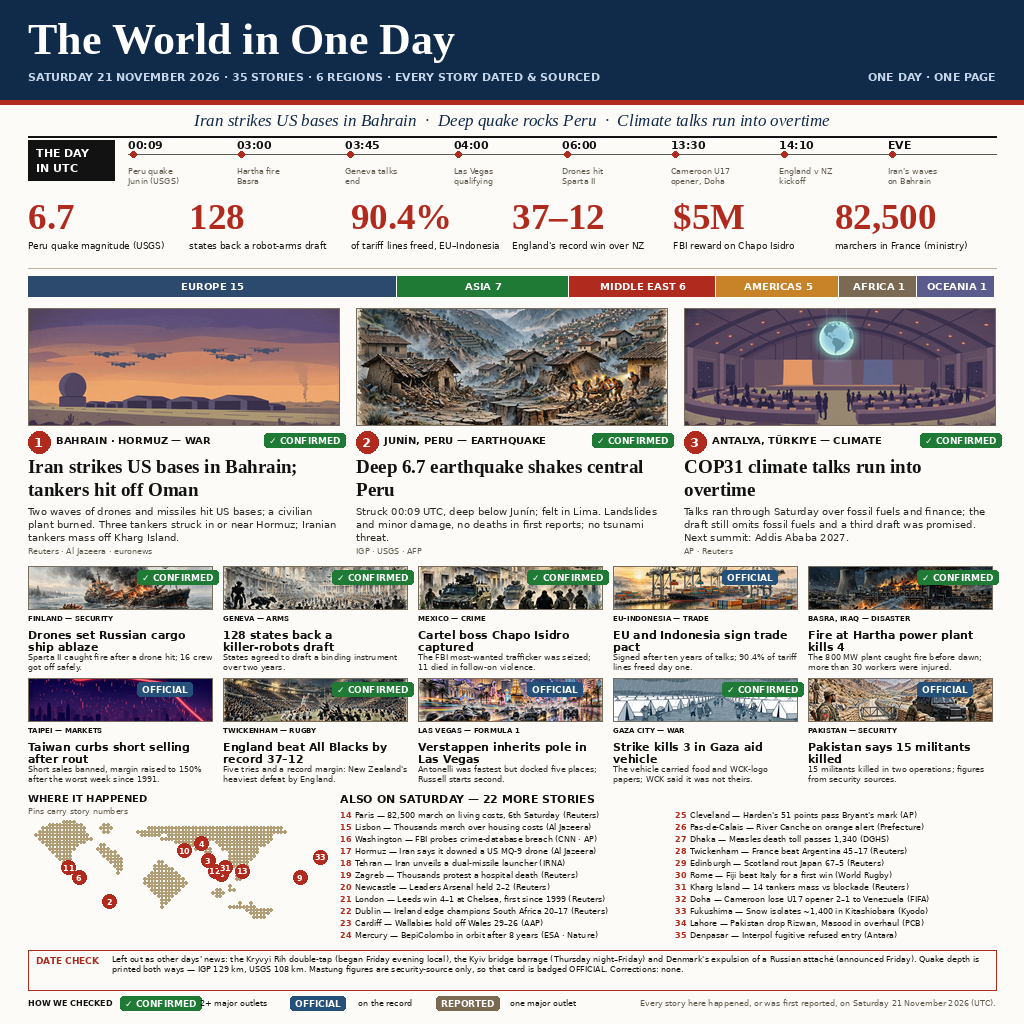 The World in One Day
SATURDAY 21 NOVEMBER 2026 · 35 STORIES · 6 REGIONS · EVERY STORY DATED & SOURCED
ONE DAY · ONE PAGE
Iran strikes US bases in Bahrain · Deep quake rocks Peru · Climate talks run into overtime
THE DAY
IN UTC
00:09
Peru quake
Junín (USGS)
03:00
Hartha fire
Basra
03:45
Geneva talks
end
04:00
Las Vegas
qualifying
06:00
Drones hit
Sparta II
13:30
Cameroon U17
opener, Doha
14:10
England v NZ
kickoff
EVE
Iran's waves
on Bahrain
6.7
Peru quake magnitude (USGS)
128
states back a robot-arms draft
90.4%
of tariff lines freed, EU–Indonesia
37–12
England's record win over NZ
$5M
FBI reward on Chapo Isidro
82,500
marchers in France (ministry)
EUROPE 15
ASIA 7
MIDDLE EAST 6
AMERICAS 5
AFRICA 1
OCEANIA 1
1 BAHRAIN · HORMUZ — WAR
✓ CONFIRMED
Iran strikes US bases in Bahrain;
tankers hit off Oman
Two waves of drones and missiles hit US bases; a civilian
plant burned. Three tankers struck in or near Hormuz; Iranian
tankers mass off Kharg Island.
Reuters · Al Jazeera · euronews
2 JUNÍN, PERU — EARTHQUAKE
✓ CONFIRMED
Deep 6.7 earthquake shakes central
Peru
Struck 00:09 UTC, deep below Junín; felt in Lima. Landslides
and minor damage, no deaths in first reports; no tsunami
threat.
IGP · USGS · AFP
3 ANTALYA, TÜRKIYE — CLIMATE
✓ CONFIRMED
COP31 climate talks run into
overtime
Talks ran through Saturday over fossil fuels and finance; the
draft still omits fossil fuels and a third draft was promised.
Next summit: Addis Ababa 2027.
AP · Reuters
✓ CONFIRMED
FINLAND — SECURITY
Drones set Russian cargo
ship ablaze
Sparta II caught fire after a drone hit; 16 crew
got off safely.
✓ CONFIRMED
GENEVA — ARMS
128 states back a
killer-robots draft
States agreed to draft a binding instrument
over two years.
✓ CONFIRMED
MEXICO — CRIME
Cartel boss Chapo Isidro
captured
The FBI most-wanted trafficker was seized;
11 died in follow-on violence.
OFFICIAL
EU–INDONESIA — TRADE
EU and Indonesia sign trade
pact
Signed after ten years of talks; 90.4% of tariff
lines freed day one.
✓ CONFIRMED
BASRA, IRAQ — DISASTER
Fire at Hartha power plant
kills 4
The 800 MW plant caught fire before dawn;
more than 30 workers were injured.
OFFICIAL
TAIPEI — MARKETS
Taiwan curbs short selling
after rout
Short sales banned, margin raised to 150%
after the worst week since 1991.
✓ CONFIRMED
TWICKENHAM — RUGBY
England beat All Blacks by
record 37–12
Five tries and a record margin: New Zealand's
heaviest defeat by England.
OFFICIAL
LAS VEGAS — FORMULA 1
Verstappen inherits pole in
Las Vegas
Antonelli was fastest but docked five places;
Russell starts second.
✓ CONFIRMED
GAZA CITY — WAR
Strike kills 3 in Gaza aid
vehicle
The vehicle carried food and WCK-logo
papers; WCK said it was not theirs.
OFFICIAL
PAKISTAN — SECURITY
Pakistan says 15 militants
killed
15 militants killed in two operations; figures
from security sources.
WHERE IT HAPPENED
Pins carry story numbers
11
6
2
10
4
3
12
31
13
9
33
ALSO ON SATURDAY — 22 MORE STORIES
14 Paris — 82,500 march on living costs, 6th Saturday (Reuters)
15 Lisbon — Thousands march over housing costs (Al Jazeera)
16 Washington — FBI probes crime-database breach (CNN · AP)
17 Hormuz — Iran says it downed a US MQ-9 drone (Al Jazeera)
18 Tehran — Iran unveils a dual-missile launcher (IRNA)
19 Zagreb — Thousands protest a hospital death (Reuters)
20 Newcastle — Leaders Arsenal held 2–2 (Reuters)
21 London — Leeds win 4–1 at Chelsea, first since 1999 (Reuters)
22 Dublin — Ireland edge champions South Africa 20–17 (Reuters)
23 Cardiff — Wallabies hold off Wales 29–26 (AAP)
24 Mercury — BepiColombo in orbit after 8 years (ESA · Nature)
25 Cleveland — Harden's 51 points pass Bryant's mark (AP)
26 Pas-de-Calais — River Canche on orange alert (Prefecture)
27 Dhaka — Measles death toll passes 1,340 (DGHS)
28 Twickenham — France beat Argentina 45–17 (Reuters)
29 Edinburgh — Scotland rout Japan 67–5 (Reuters)
30 Rome — Fiji beat Italy for a first win (World Rugby)
31 Kharg Island — 14 tankers mass vs blockade (Reuters)
32 Doha — Cameroon lose U17 opener 2–1 to Venezuela (FIFA)
33 Fukushima — Snow isolates ~1,400 in Kitashiobara (Kyodo)
34 Lahore — Pakistan drop Rizwan, Masood in overhaul (PCB)
35 Denpasar — Interpol fugitive refused entry (Antara)
DATE CHECK
Left out as other days' news: the Kryvyi Rih double-tap (began Friday evening local), the Kyiv bridge barrage (Thursday night–Friday) and Denmark's expulsion of a Russian attaché (announced Friday). Quake depth is
printed both ways — IGP 129 km, USGS 108 km. Mastung figures are security-source only, so that card is badged OFFICIAL. Corrections: none.
HOW WE CHECKED
✓ CONFIRMED 2+ major outlets
OFFICIAL on the record
REPORTED one major outlet
Every story here happened, or was first reported, on Saturday 21 November 2026 (UTC).